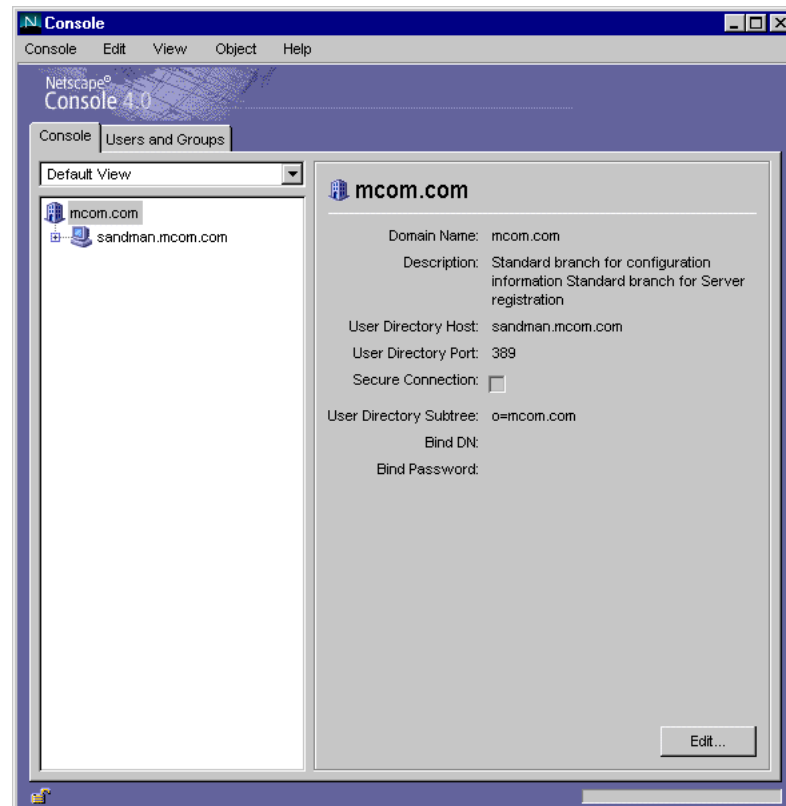 Console
Console Edit View Object Help
Netscape®
Console 4.0
Console Users and Groups
Default View
mcom.com
sandman.mcom.com
mcom.com
Domain Name: mcom.com
Description: Standard branch for configuration
information Standard branch for Server
registration
User Directory Host: sandman.mcom.com
User Directory Port: 389
Secure Connection:
User Directory Subtree: o=mcom.com
Bind DN:
Bind Password:
Edit...